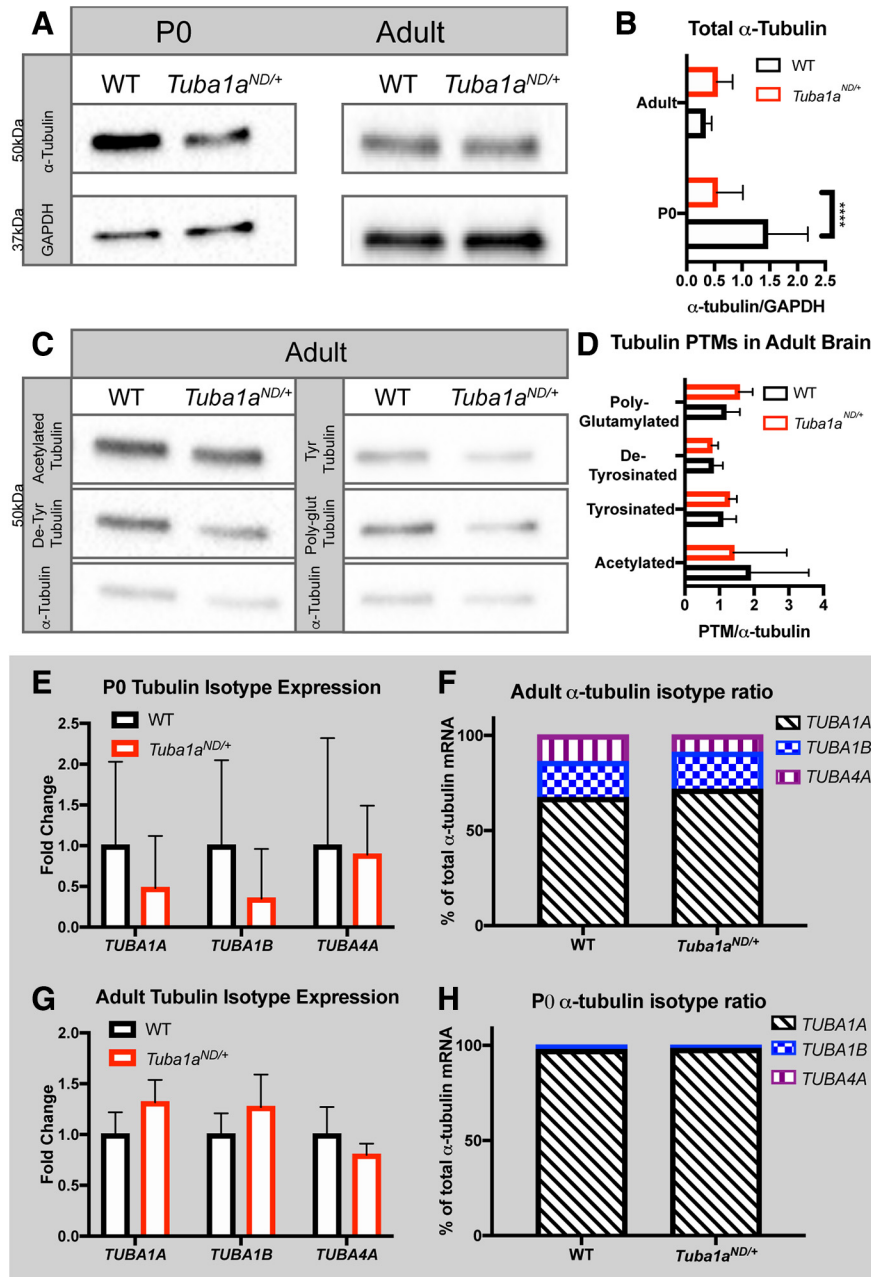 A
P0
Adult
WT
Tuba1a^ND/+
WT
Tuba1a^ND/+
50kDa
α-Tubulin
37kDa
GAPDH
B
Total α-Tubulin
WT
Tuba1a^ND/+
Adult
P0
****
0.0 0.5 1.0 1.5 2.0 2.5
α-tubulin/GAPDH
C
Adult
WT
Tuba1a^ND/+
WT
Tuba1a^ND/+
50kDa
Acetylated
Tubulin
De-Tyr
Tubulin
α-Tubulin
Tyr
Tubulin
Poly-glut
Tubulin
α-Tubulin
D
Tubulin PTMs in Adult Brain
WT
Tuba1a^ND/+
Poly-
Glutamylated
De-
Tyrosinated
Tyrosinated
Acetylated
0 1 2 3 4
PTM/α-tubulin
E
P0 Tubulin Isotype Expression
WT
Tuba1a^ND/+
Fold Change
2.5
2.0
1.5
1.0
0.5
0.0
TUBA1A TUBA1B TUBA4A
F
Adult α-tubulin isotype ratio
TUBA1A
TUBA1B
TUBA4A
% of total α-tubulin mRNA
100
50
0
WT Tuba1a^ND/+
G
Adult Tubulin Isotype Expression
WT
Tuba1a^ND/+
Fold Change
2.0
1.5
1.0
0.5
0.0
TUBA1A TUBA1B TUBA4A
H
P0 α-tubulin isotype ratio
TUBA1A
TUBA1B
TUBA4A
% of total α-tubulin mRNA
100
50
0
WT Tuba1a^ND/+